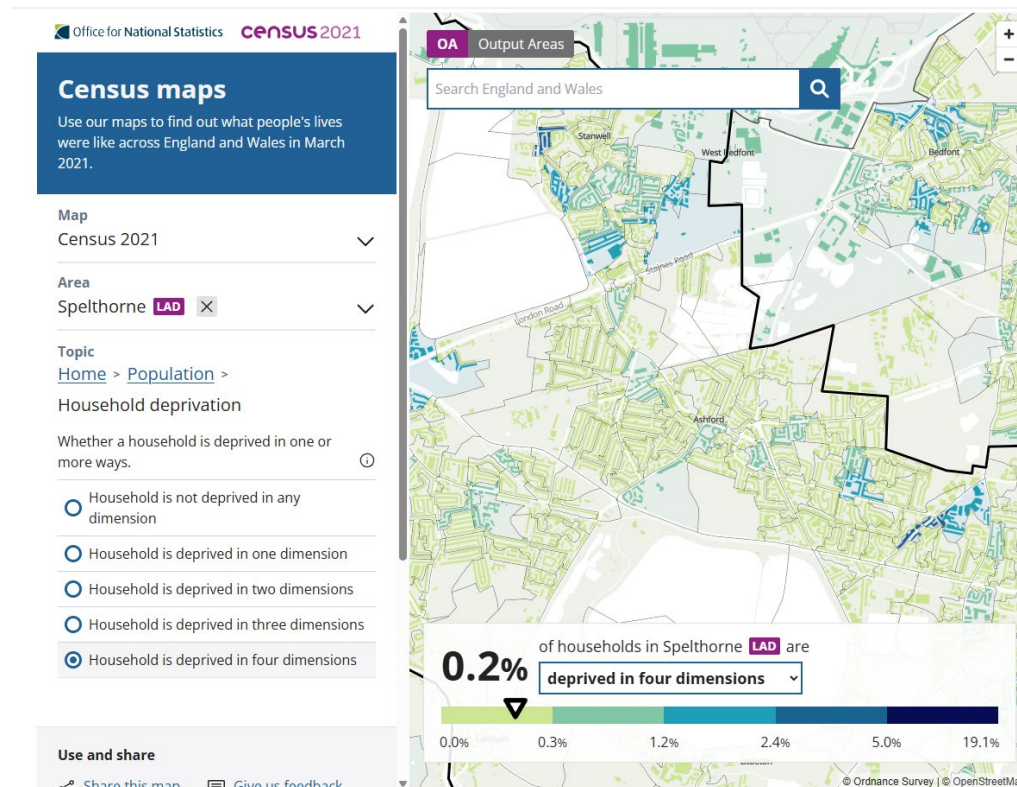 Office for National Statistics census 2021
Census maps
Use our maps to find out what people's lives
were like across England and Wales in March
2021.
Map
Census 2021
Area
Spelthorne LAD
Topic
Home > Population >
Household deprivation
Whether a household is deprived in one or
more ways.
Household is not deprived in any
dimension
Household is deprived in one dimension
Household is deprived in two dimensions
Household is deprived in three dimensions
Household is deprived in four dimensions
Use and share
Share this map Give us feedback
OA Output Areas
Search England and Wales
+
−
Stanwell
West Bedfont
Bedfont
Staines Road
London Road
Ashford
0.2% of households in Spelthorne LAD are
deprived in four dimensions
0.0% 0.3% 1.2% 2.4% 5.0% 19.1%
© Ordnance Survey | © OpenStreetMa